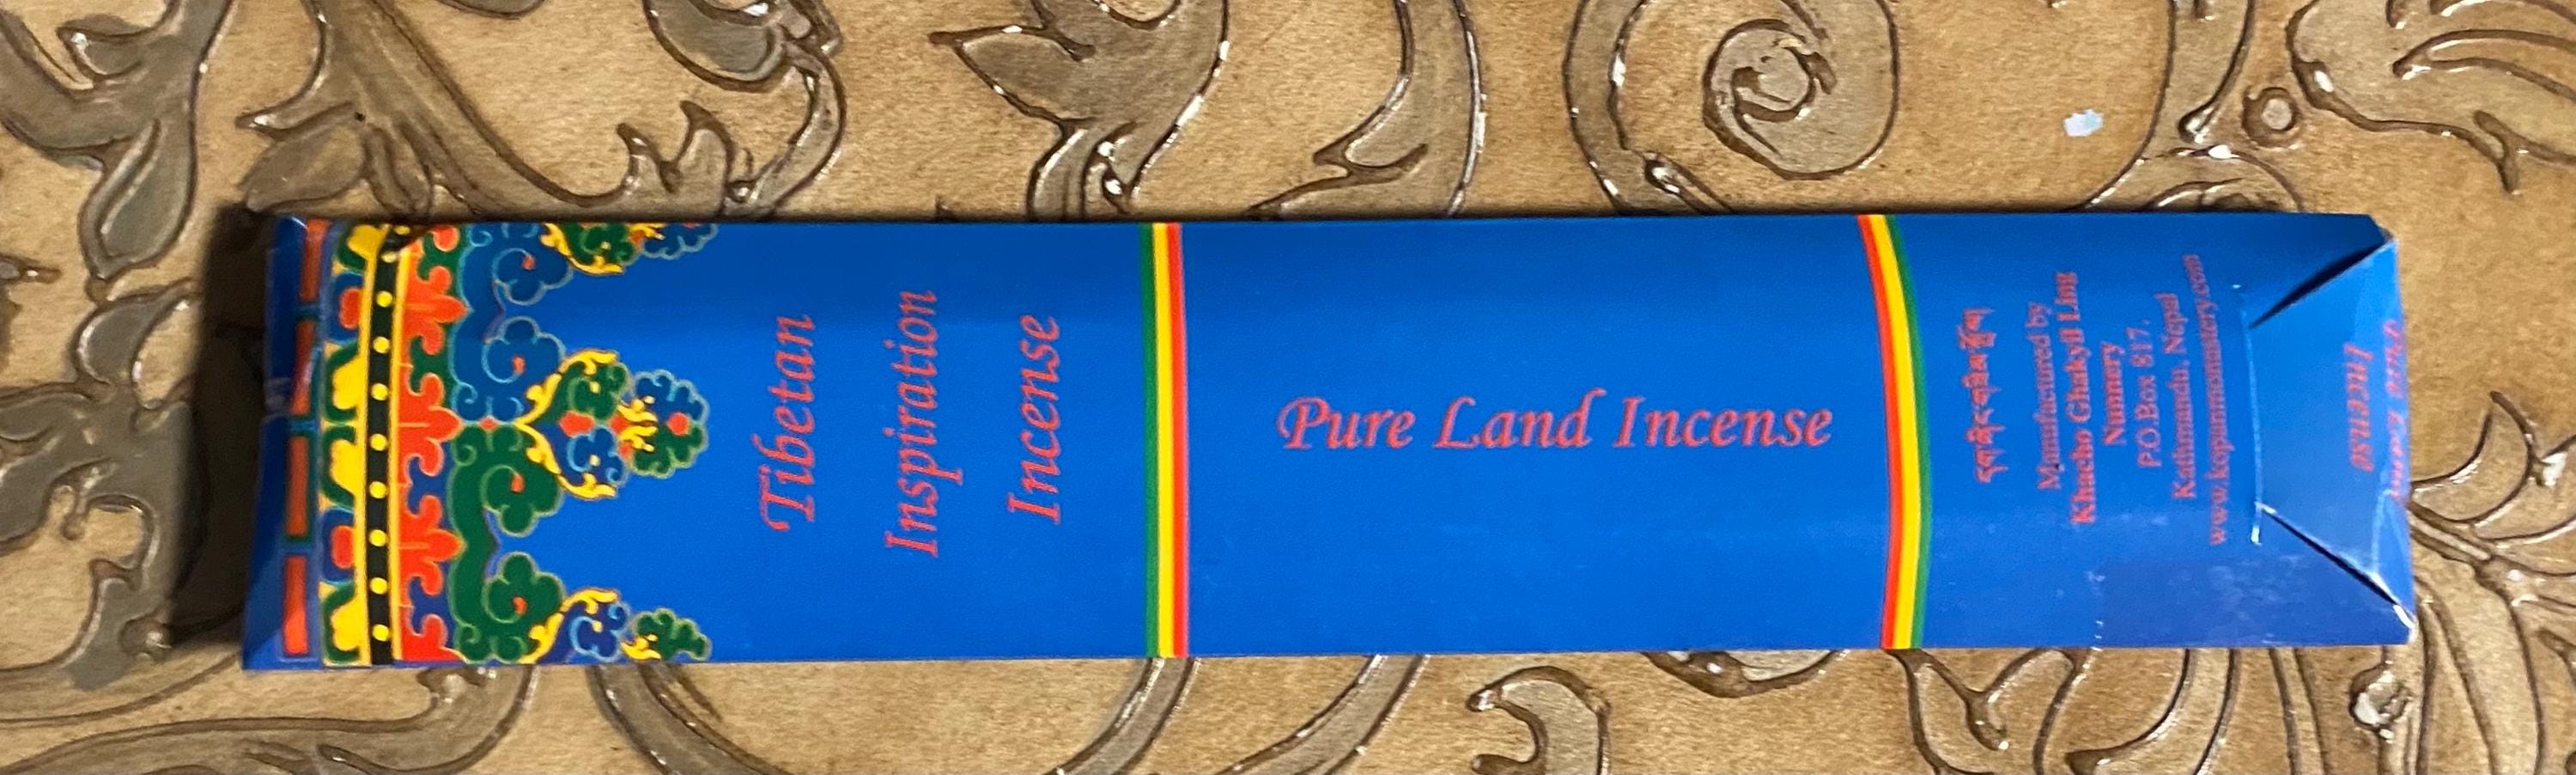 Tibetan
Inspiration
Incense
Pure Land Incense
Manufactured by
Khacho Ghakyil Ling
Nunnery
P.O.Box 817.
Kathmandu, Nepal
www.kopanmonastery.com
Incense